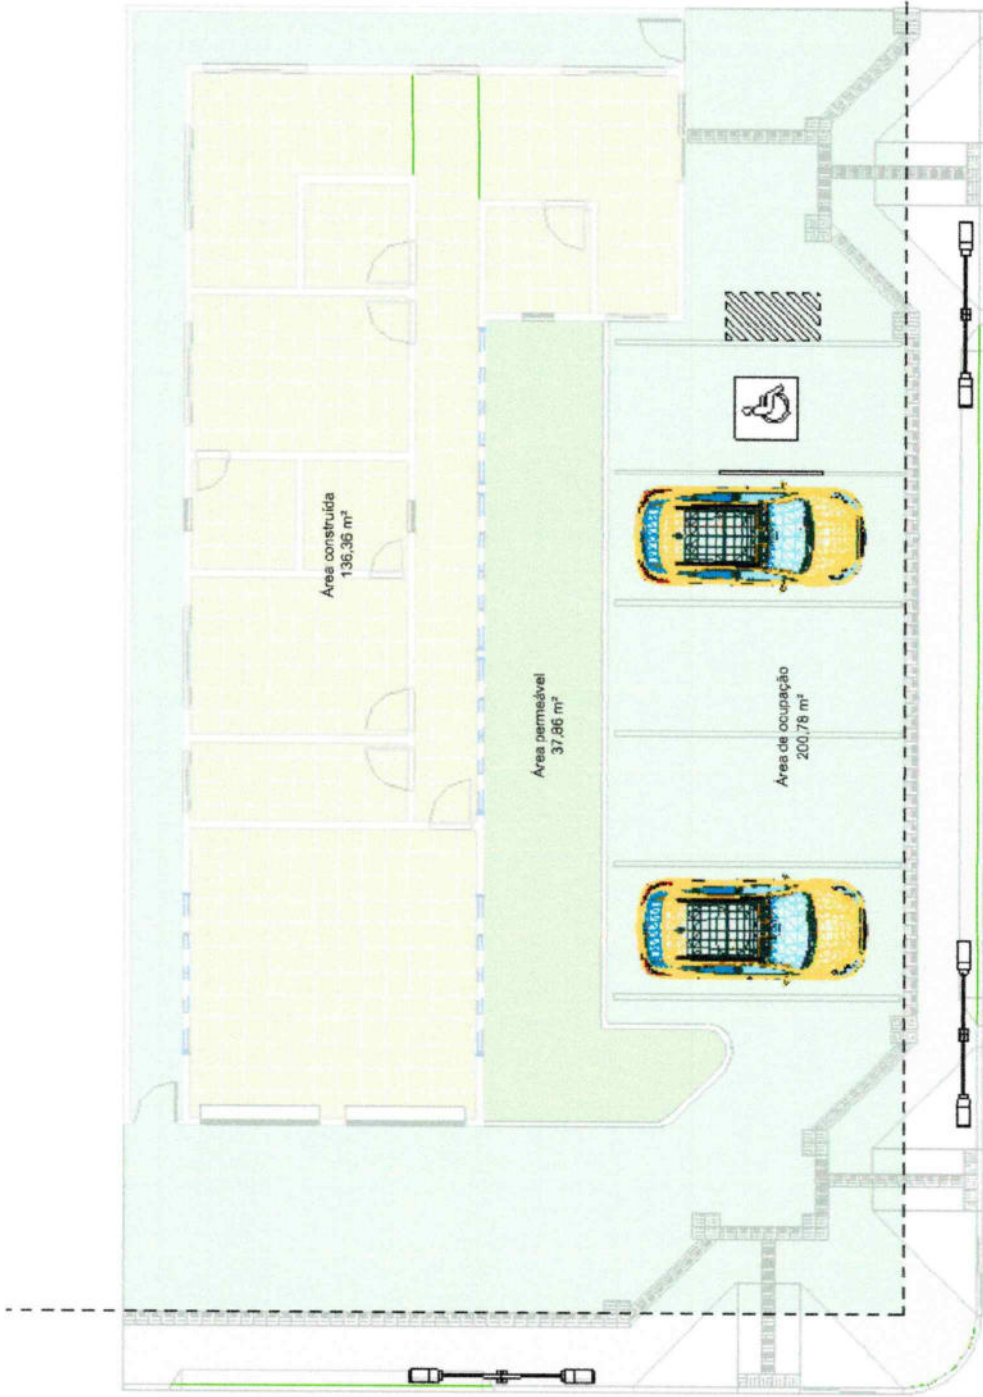 Área construída
136,36 m²
Área permeável
37,86 m²
Área de ocupação
200,78 m²